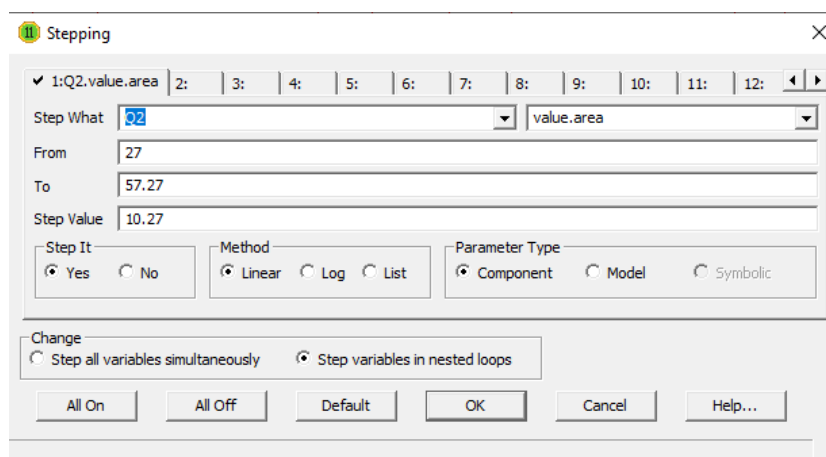 11 Stepping
1:Q2.value.area 2: 3: 4: 5: 6: 7: 8: 9: 10: 11: 12:
Step What Q2 value.area
From 27
To 57.27
Step Value 10.27
Step It Method Parameter Type
Yes No Linear Log List Component Model Symbolic
Change
Step all variables simultaneously Step variables in nested loops
All On All Off Default OK Cancel Help...